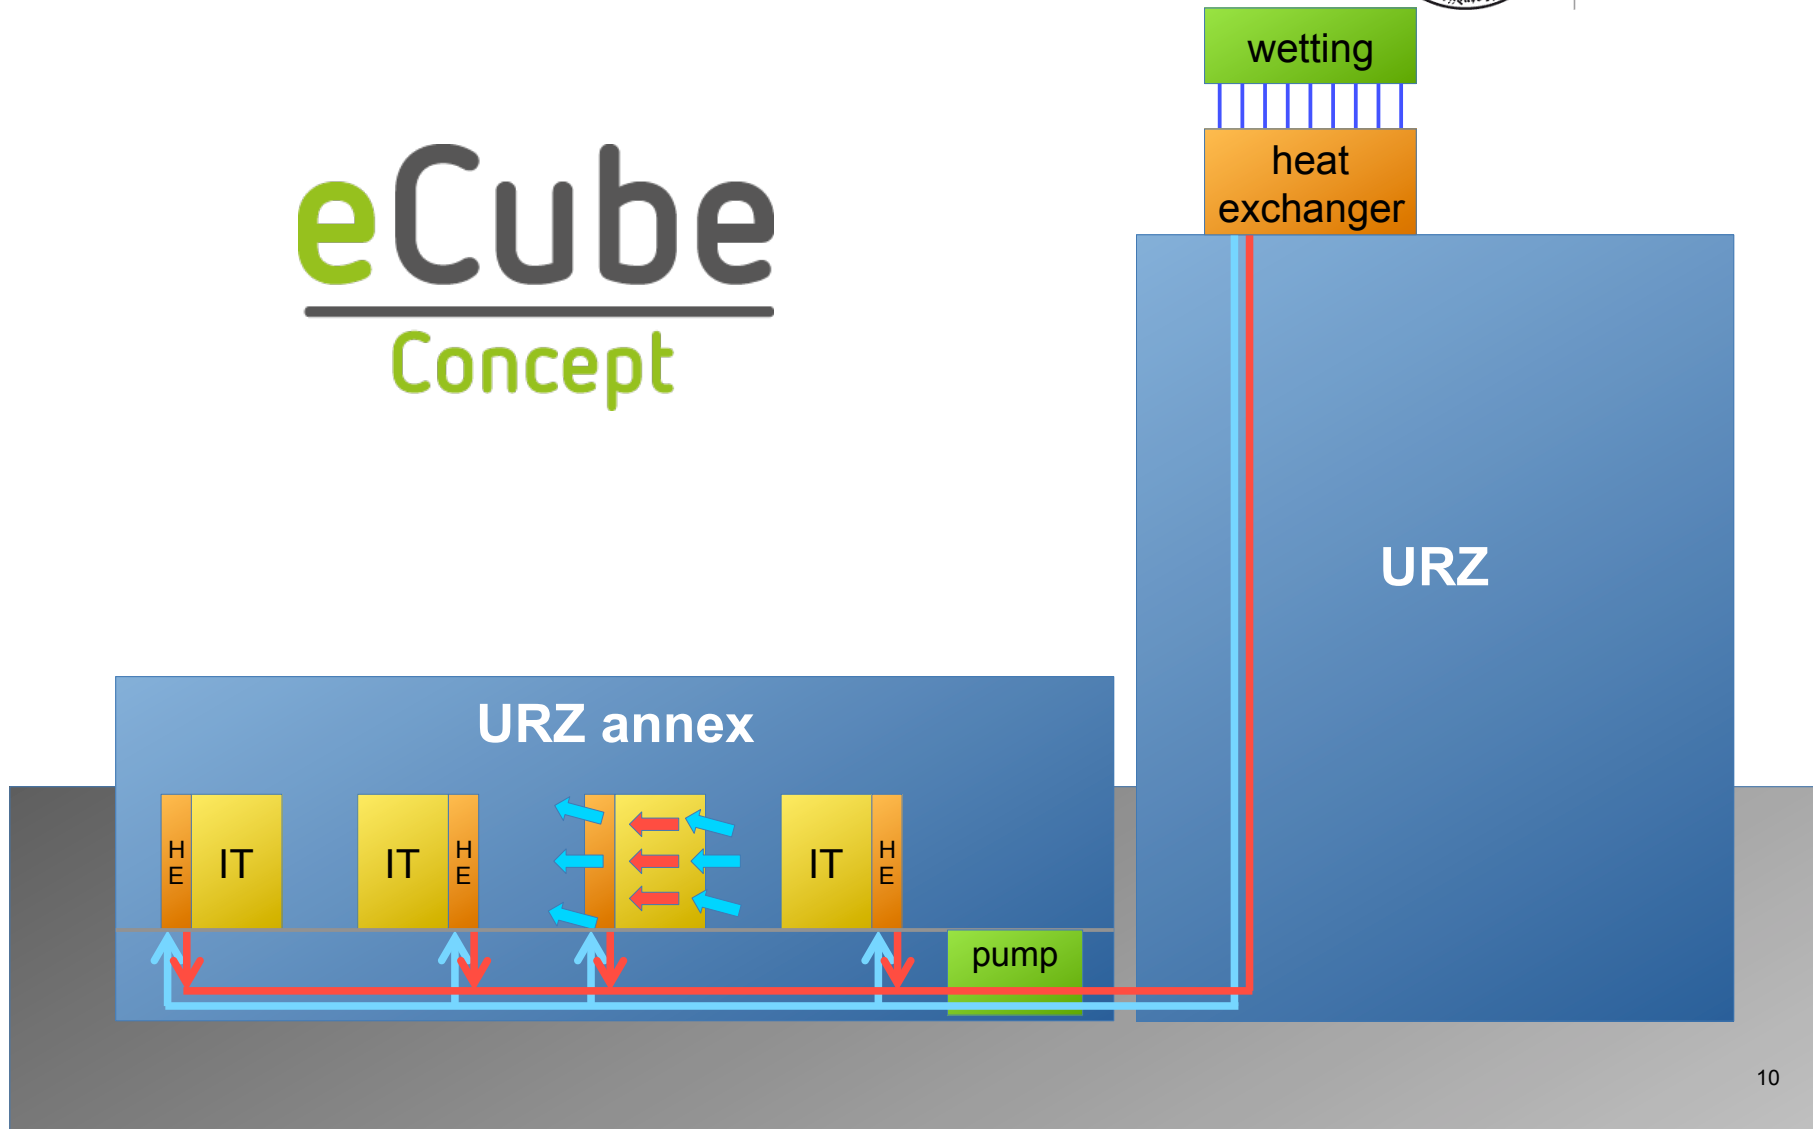 wetting
heat
exchanger
eCube
Concept
URZ
URZ annex
H
E
IT
IT
H
E
IT
H
E
pump
10